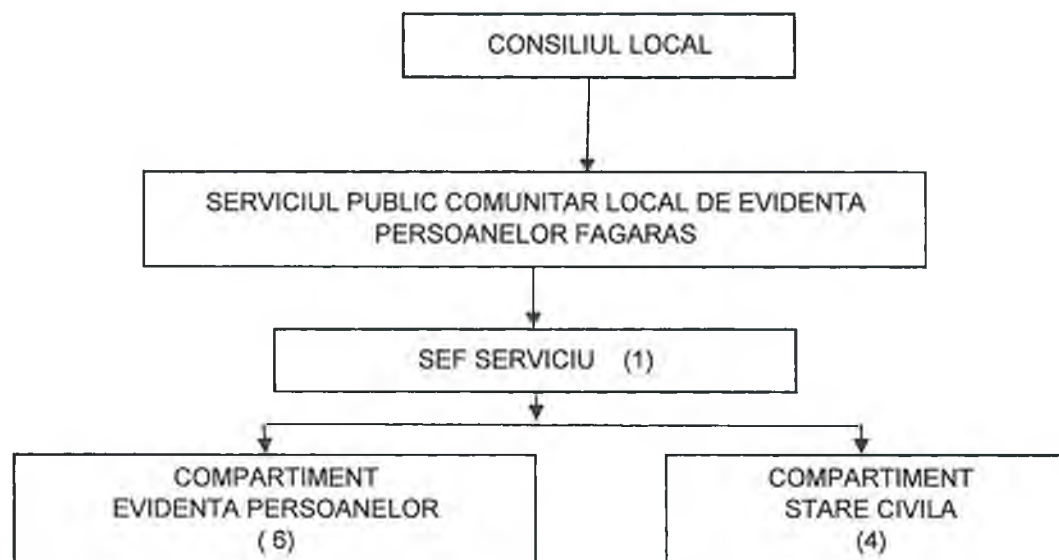 CONSILIUL LOCAL
SERVICIUL PUBLIC COMUNITAR LOCAL DE EVIDENTA
PERSOANELOR FAGARAS
SEF SERVICIU (1)
COMPARTIMENT
EVIDENTA PERSOANELOR
( 6)
COMPARTIMENT
STARE CIVILA
(4)